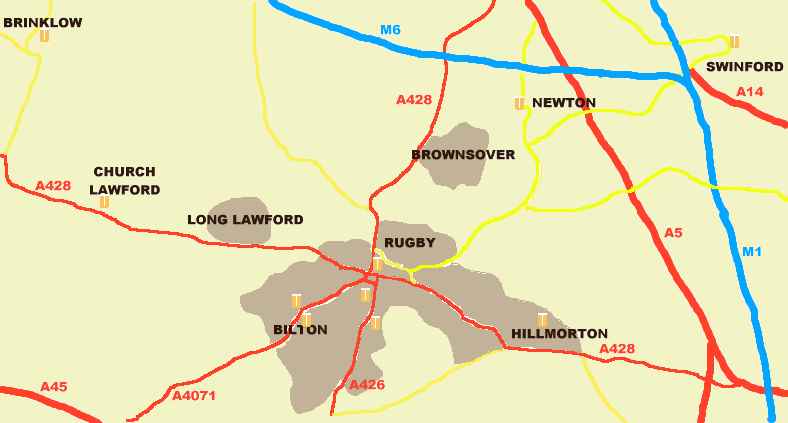 BRINKLOW
M6
SWINFORD
A14
A428
NEWTON
BROWNSOVER
CHURCH
LAWFORD
A428
LONG LAWFORD
RUGBY
A5
M1
BILTON
HILLMORTON
A428
A45
A4071
A426